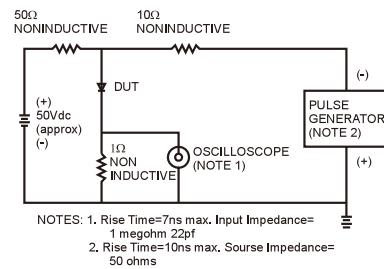 50Ω
NONINDUCTIVE
10Ω
NONINDUCTIVE
DUT
(+)
50Vdc
(approx)
(-)
1Ω
NON
INDUCTIVE
OSCILLOSCOPE
(NOTE 1)
(-)
PULSE
GENERATOR
(NOTE 2)
(+)
NOTES: 1. Rise Time=7ns max. Input Impedance=
1 megohm 22pf
2. Rise Time=10ns max. Sourse Impedance=
50 ohms